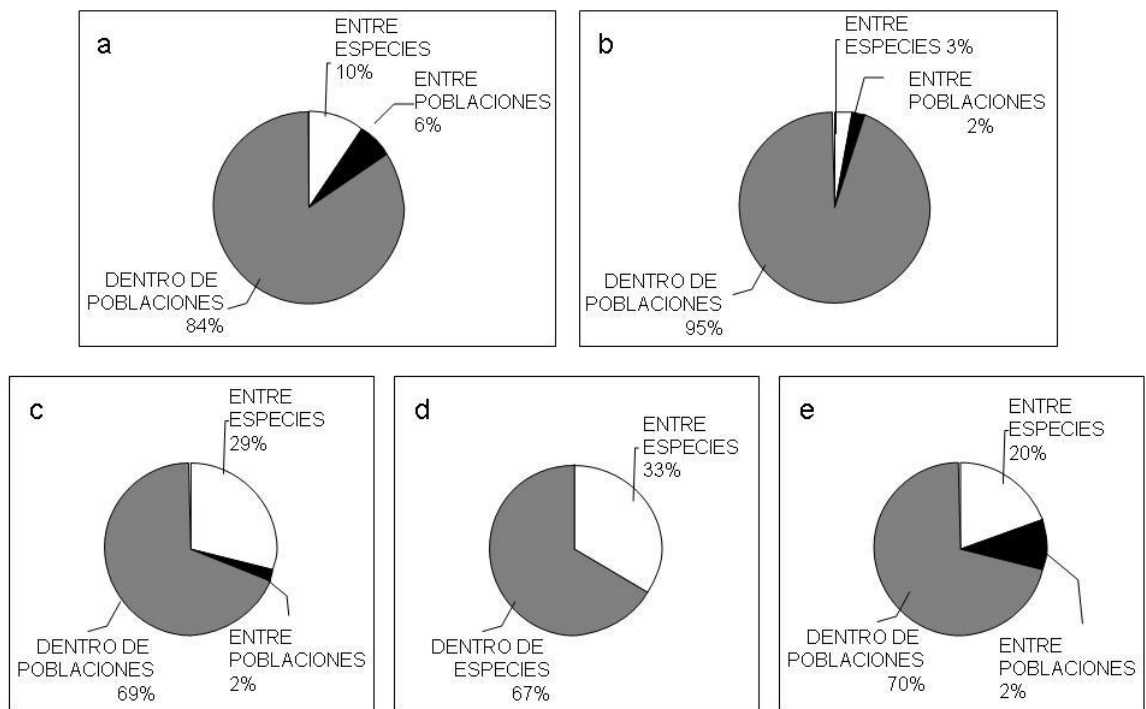 a
ENTRE
ESPECIES
10%
ENTRE
POBLACIONES
6%
DENTRO DE
POBLACIONES
84%
b
ENTRE
ESPECIES 3%
ENTRE
POBLACIONES
2%
DENTRO DE
POBLACIONES
95%
c
ENTRE
ESPECIES
29%
DENTRO DE
POBLACIONES
69%
ENTRE
POBLACIONES
2%
d
ENTRE
ESPECIES
33%
DENTRO DE
ESPECIES
67%
e
ENTRE
ESPECIES
20%
DENTRO DE
POBLACIONES
70%
ENTRE
POBLACIONES
2%